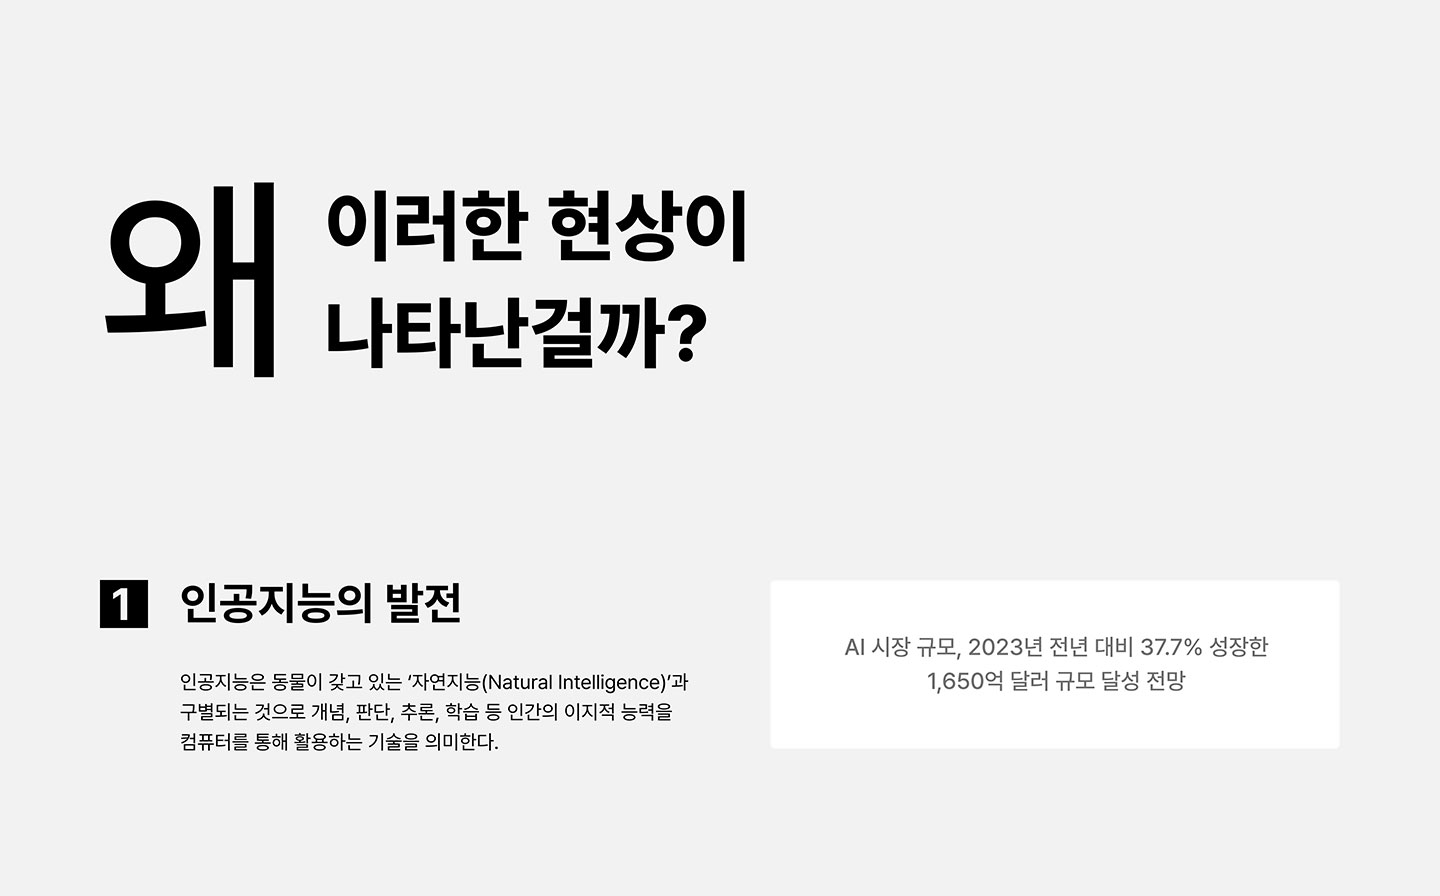 왜
이러한 현상이
나타난걸까?
1
인공지능의 발전
인공지능은 동물이 갖고 있는 ‘자연지능(Natural Intelligence)’과
구별되는 것으로 개념, 판단, 추론, 학습 등 인간의 이지적 능력을
컴퓨터를 통해 활용하는 기술을 의미한다.
AI 시장 규모, 2023년 전년 대비 37.7% 성장한
1,650억 달러 규모 달성 전망